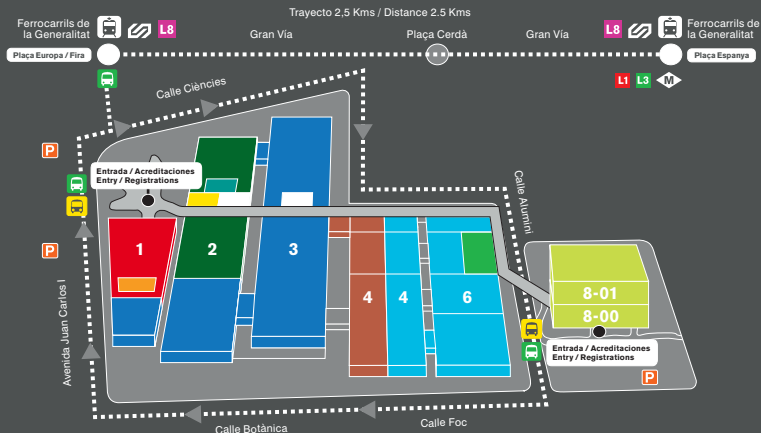 Trayecto 2,5 Kms / Distance 2.5 Kms
Ferrocarrils de
la Generalitat
L8
Gran Vía
Plaça Cerdà
Gran Vía
L8
Ferrocarrils de
la Generalitat
Plaça Europa / Fira
Plaça Espanya
L1 L3 M
Calle Ciències
P
Entrada / Acreditaciones
Entry / Registrations
Calle Alumini
P
1
2
3
4
4
6
8-01
8-00
Avenida Juan Carlos I
Entrada / Acreditaciones
Entry / Registrations
P
Calle Botànica
Calle Foc